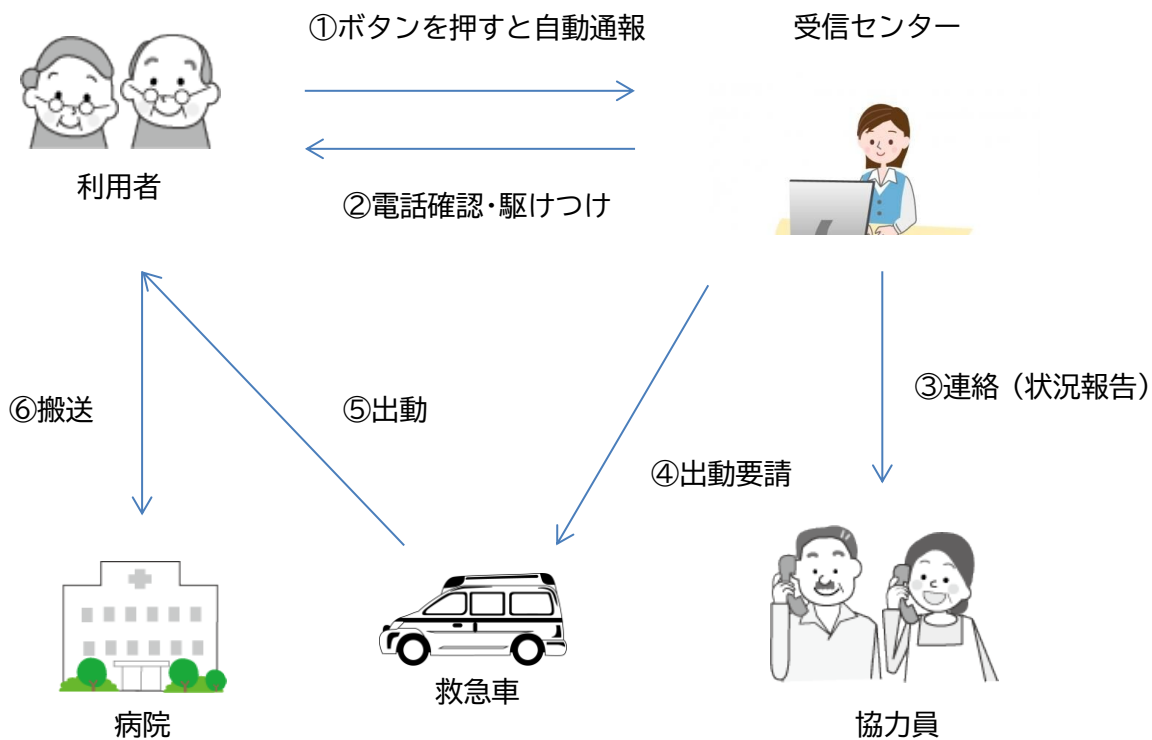 ①ボタンを押すと自動通報
受信センター
利用者
②電話確認・駆けつけ
③連絡（状況報告）
⑥搬送
⑤出動
④出動要請
救急車
病院
協力員